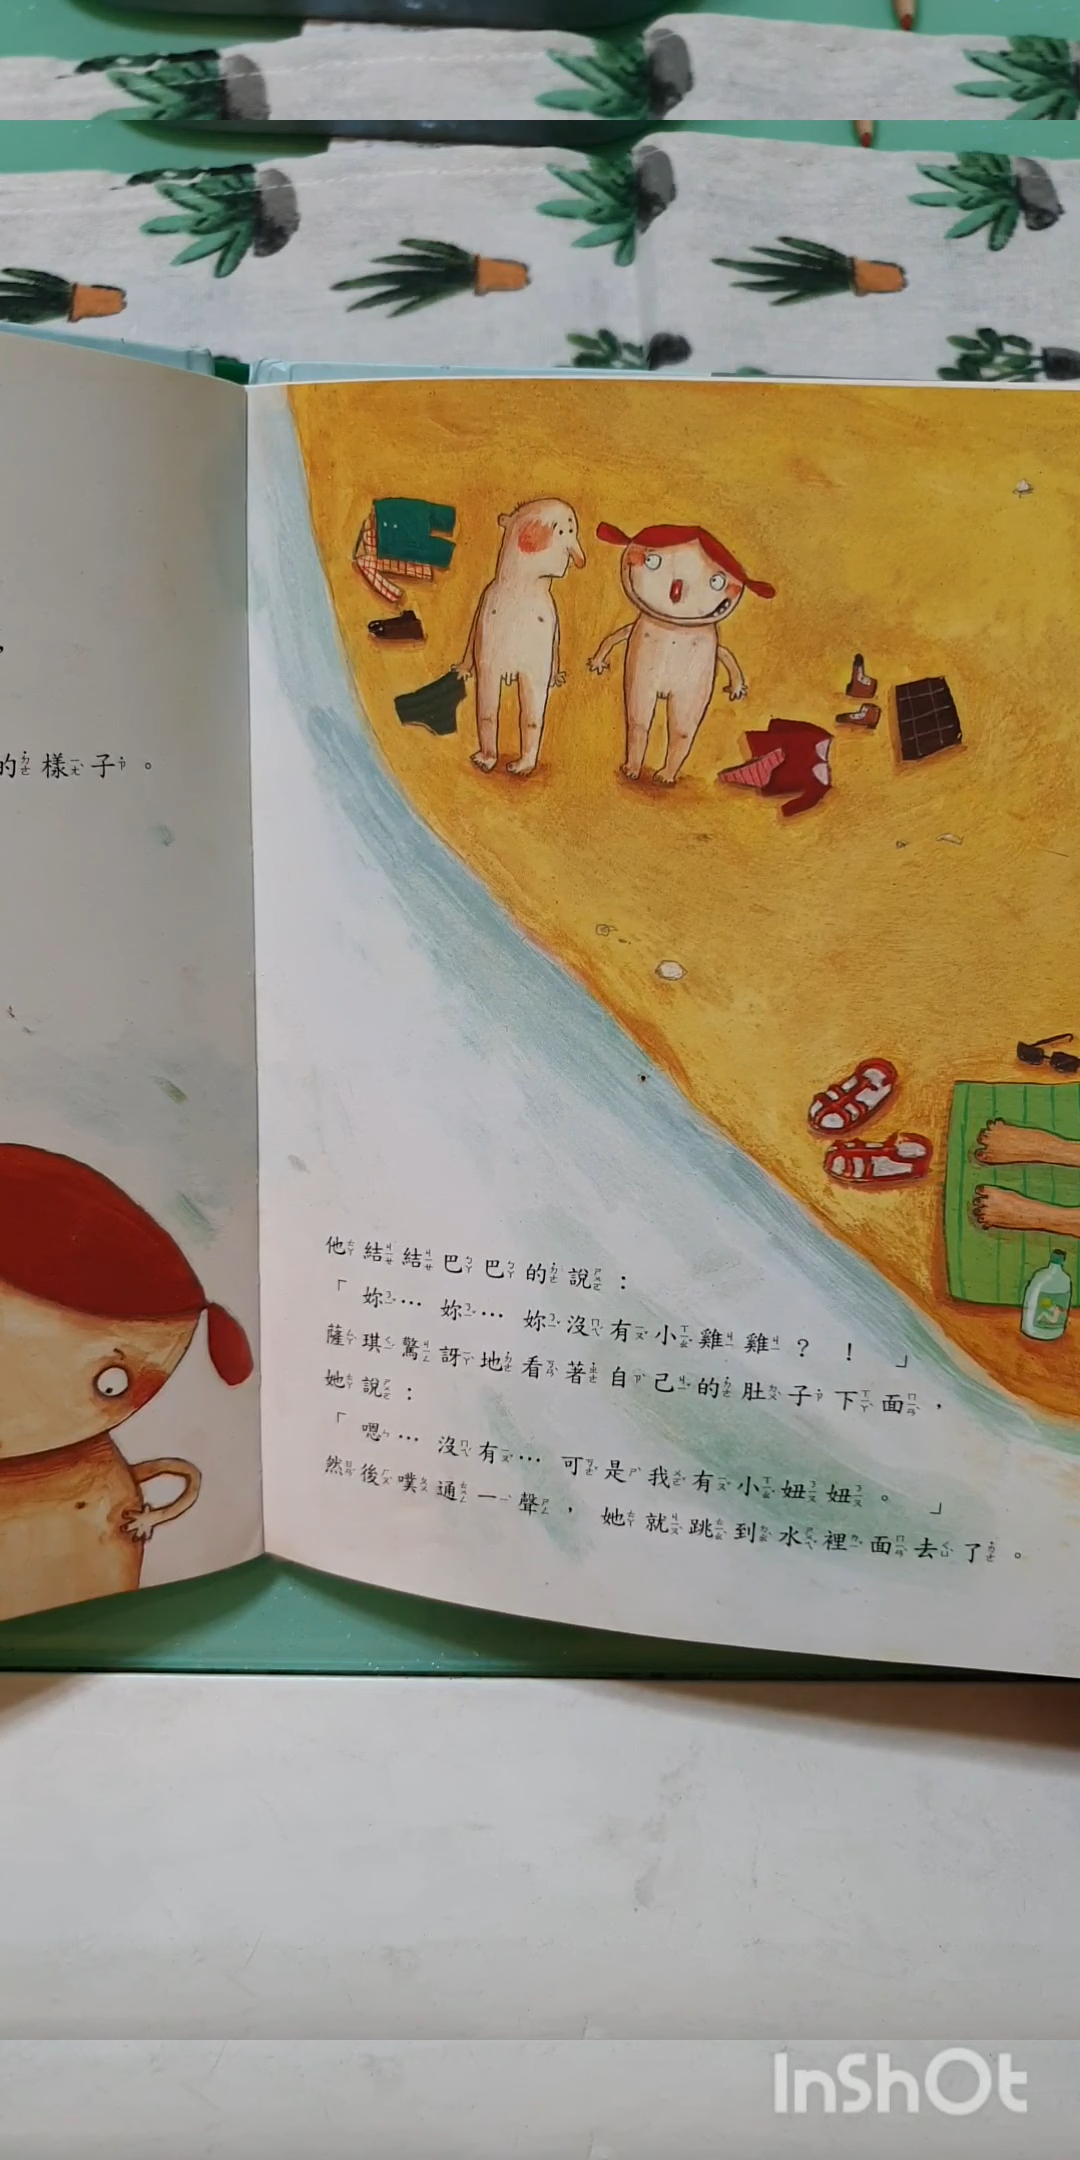 ，
的樣子。
他結結巴巴的說：
「妳… 妳… 妳沒有小雞雞？！」
薩琪驚訝地看著自己的肚子下面，
她說：
「嗯… 沒有… 可是我有小妞妞。」
然後噗通一聲，她就跳到水裡面去了。
InShOt